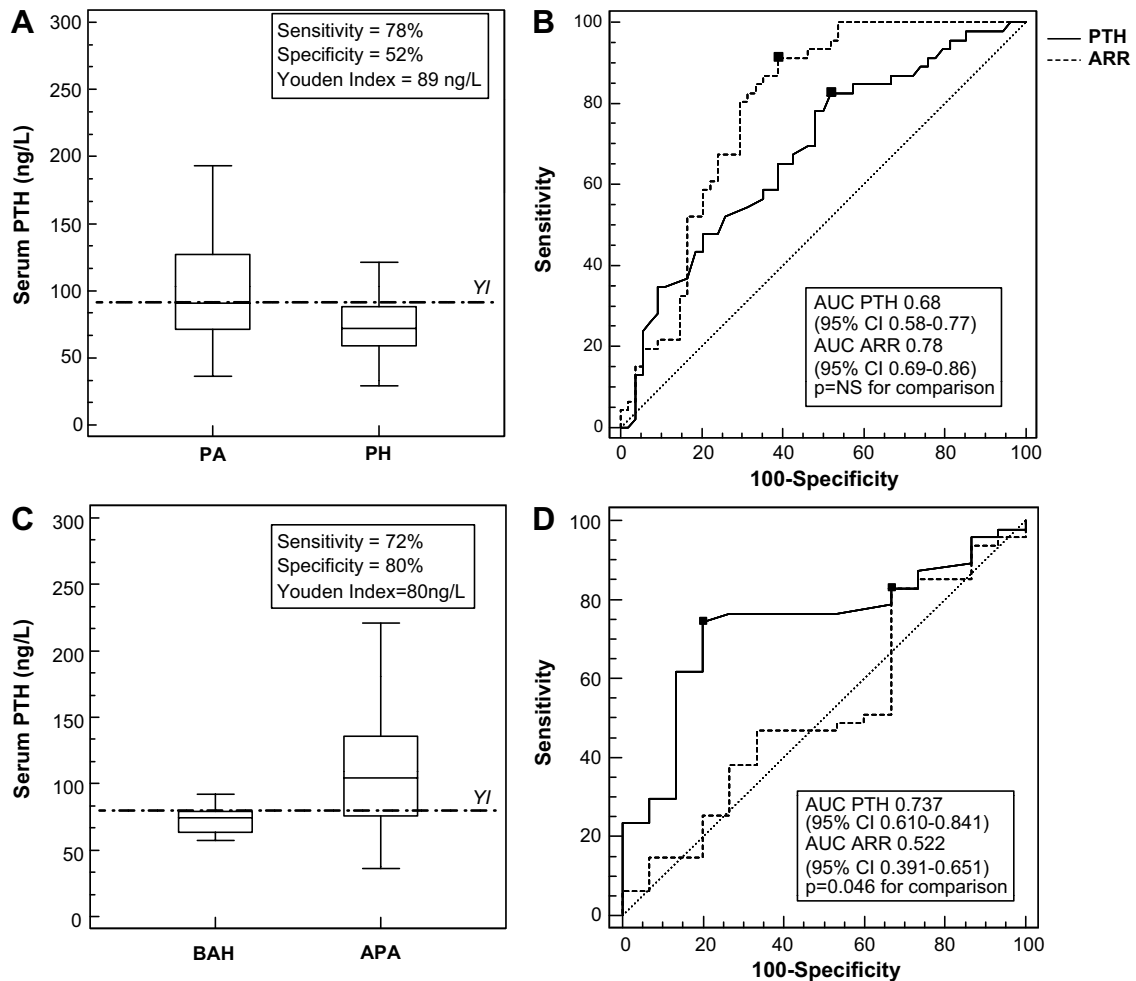 A
Serum PTH (ng/L)
300
250
200
150
100
50
0
Sensitivity = 78%
Specificity = 52%
Youden Index = 89 ng/L
YI
PA
PH
B
Sensitivity
100
80
60
40
20
0
PTH
ARR
AUC PTH 0.68
(95% CI 0.58-0.77)
AUC ARR 0.78
(95% CI 0.69-0.86)
p=NS for comparison
0
20
40
60
80
100
100-Specificity
C
Serum PTH (ng/L)
300
250
200
150
100
50
0
Sensitivity = 72%
Specificity = 80%
Youden Index=80ng/L
YI
BAH
APA
D
Sensitivity
100
80
60
40
20
0
AUC PTH 0.737
(95% CI 0.610-0.841)
AUC ARR 0.522
(95% CI 0.391-0.651)
p=0.046 for comparison
0
20
40
60
80
100
100-Specificity